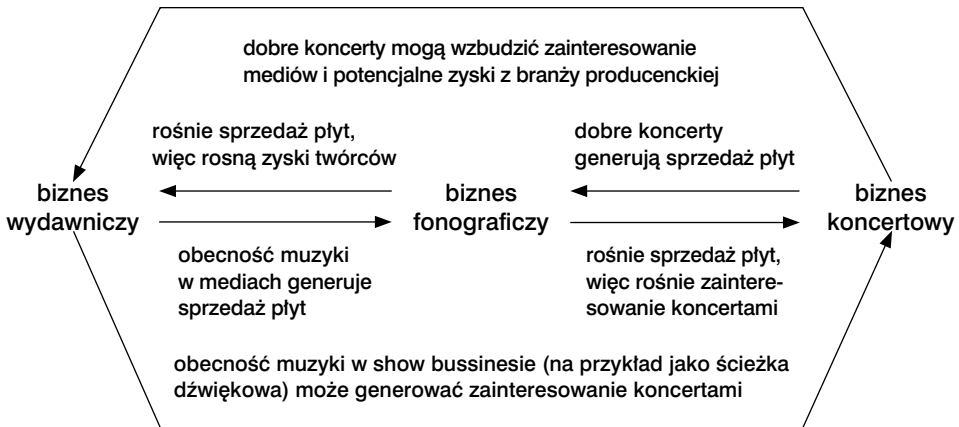 dobre koncerty mogą wzbudzić zainteresowanie
mediów i potencjalne zyski z branży producenckiej
rośnie sprzedaż płyt,
więc rosną zyski twórców
dobre koncerty
generują sprzedaż płyt
biznes
wydawniczy
biznes
fonograficzy
biznes
koncertowy
obecność muzyki
w mediach generuje
sprzedaż płyt
rośnie sprzedaż płyt,
więc rośnie zaintere-
sowanie koncertami
obecność muzyki w show bussinesie (na przykład jako ścieżka
dźwiękowa) może generować zainteresowanie koncertami